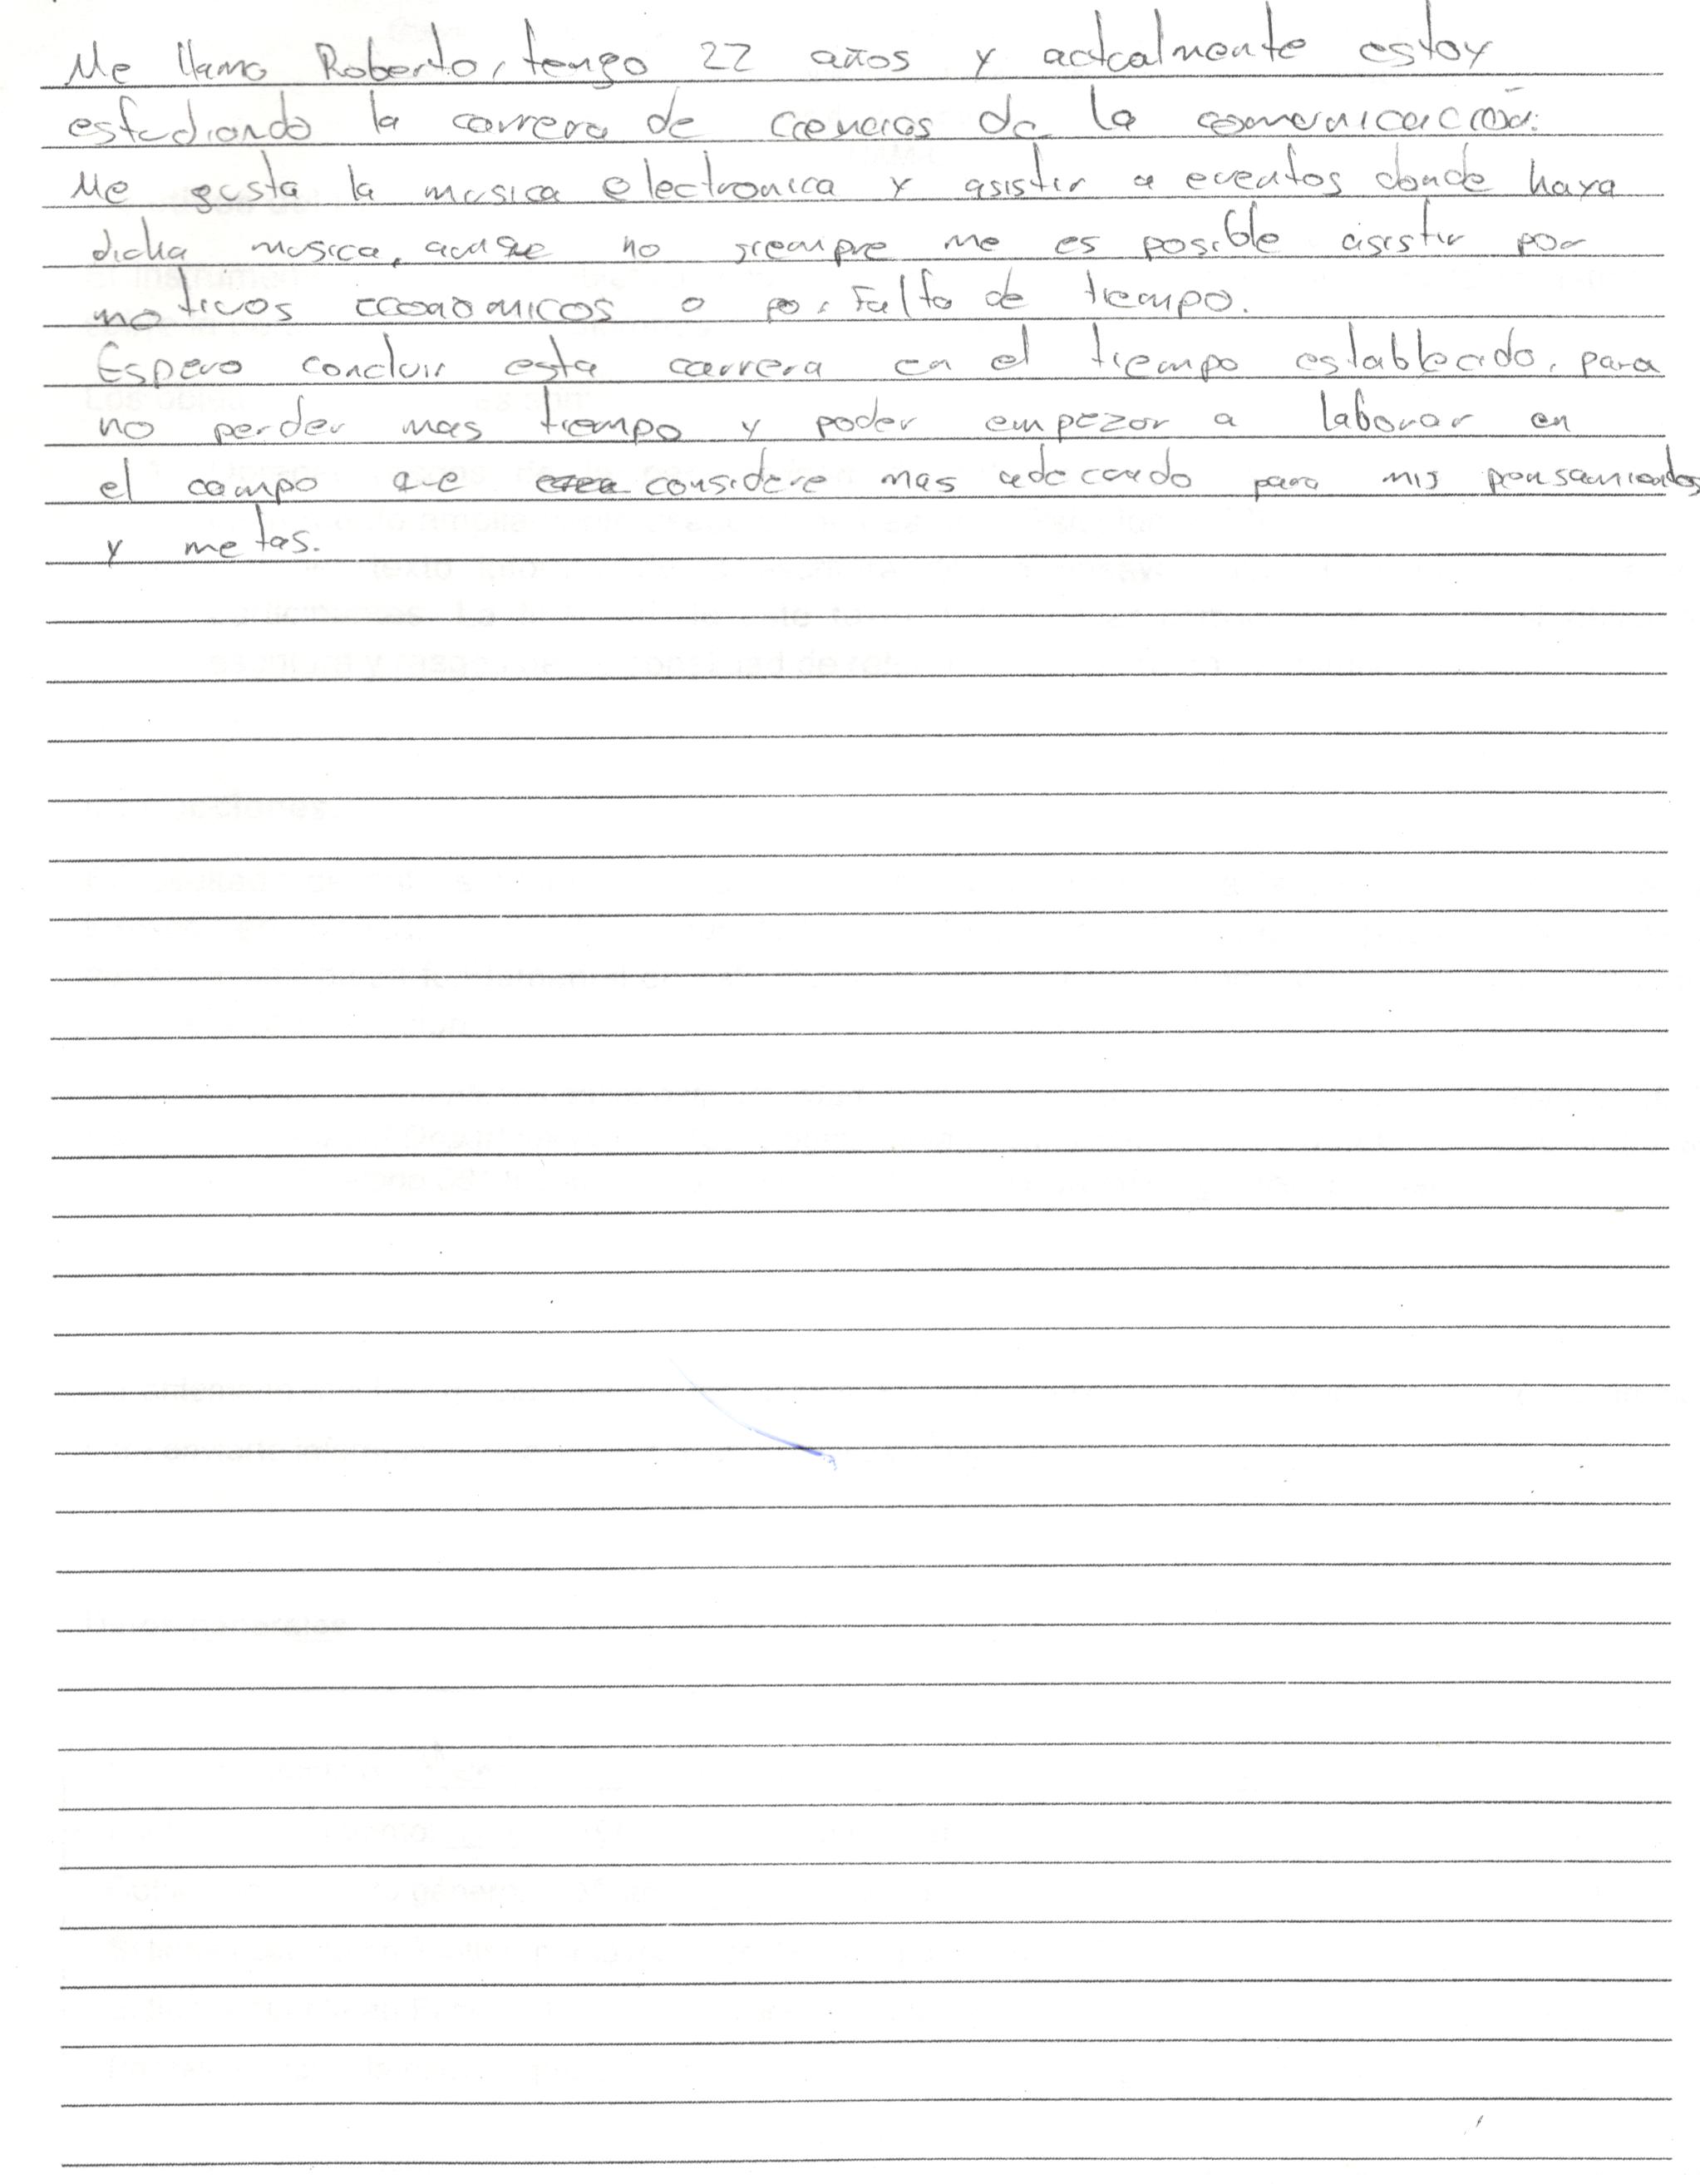 Me llamo Roberto, tengo 22 años y actualmente estoy
estudiando la carrera de ciencias de la comunicación.
Me gusta la musica electronica y asistir a eventos donde haya
dicha musica, aunque no siempre me es posible asistir por
motivos economicos o por Falta de tiempo.
Espero concluir esta carrera en el tiempo establecido, para
no perder mas tiempo y poder empezar a laborar en
el campo que considere mas adecuado para mis pensamientos
y metas.